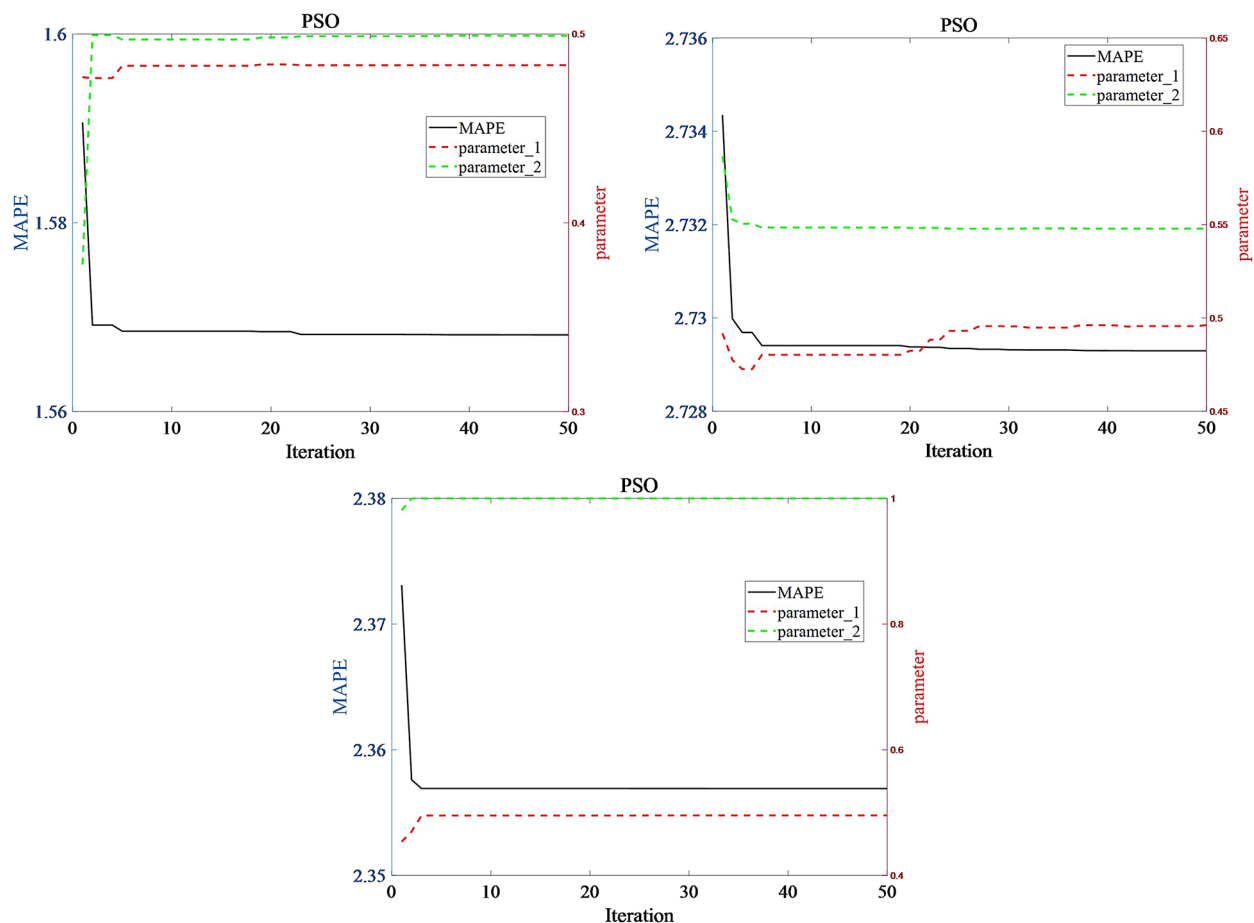 PSO
1.6
1.58
1.56
MAPE
0.5
0.4
0.3
parameter
MAPE
parameter_1
parameter_2
0 10 20 30 40 50
Iteration
PSO
2.736
2.734
2.732
2.73
2.728
MAPE
0.65
0.6
0.55
0.5
0.45
parameter
MAPE
parameter_1
parameter_2
0 10 20 30 40 50
Iteration
PSO
2.38
2.37
2.36
2.35
MAPE
1
0.8
0.6
0.4
parameter
MAPE
parameter_1
parameter_2
0 10 20 30 40 50
Iteration